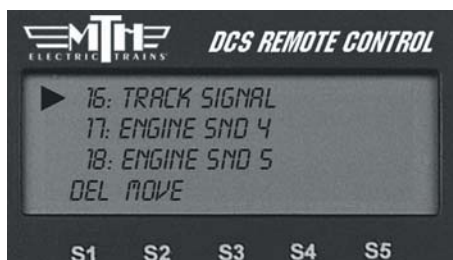 MTH DCS REMOTE CONTROL
ELECTRIC TRAINS
16: TRACK SIGNAL
17: ENGINE SND 4
18: ENGINE SND 5
DEL MOVE
S1 S2 S3 S4 S5